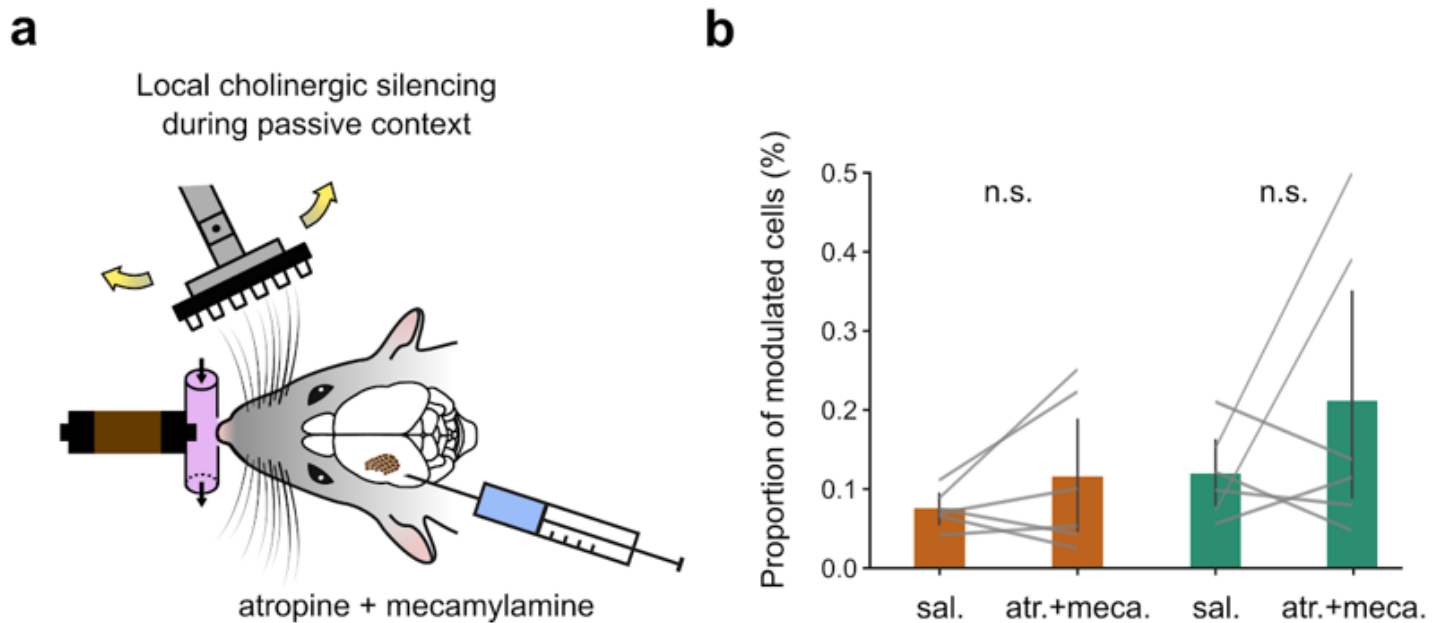 a
Local cholinergic silencing
during passive context
atropine + mecamylamine
b
Proportion of modulated cells (%)
0.5
0.4
0.3
0.2
0.1
0.0
n.s.
n.s.
sal.
atr.+meca.
sal.
atr.+meca.